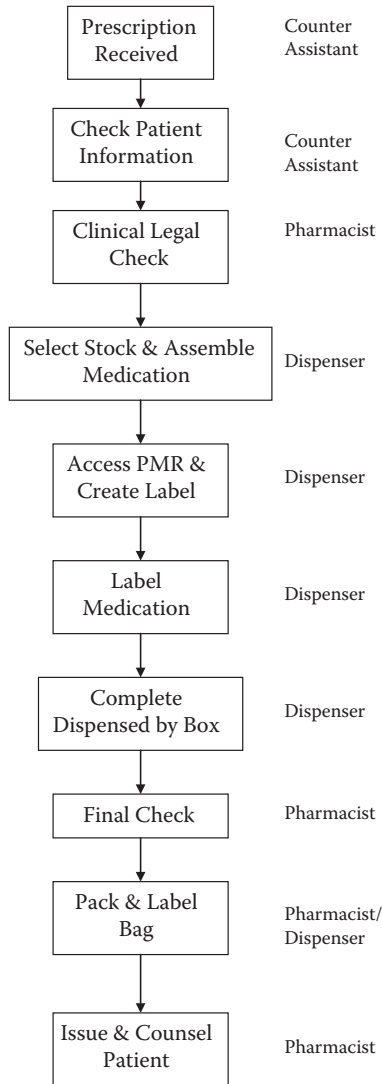 Prescription
Received
Counter
Assistant
Check Patient
Information
Counter
Assistant
Clinical Legal
Check
Pharmacist
Select Stock & Assemble
Medication
Dispenser
Access PMR &
Create Label
Dispenser
Label
Medication
Dispenser
Complete
Dispensed by Box
Dispenser
Final Check
Pharmacist
Pack & Label
Bag
Pharmacist/
Dispenser
Issue & Counsel
Patient
Pharmacist